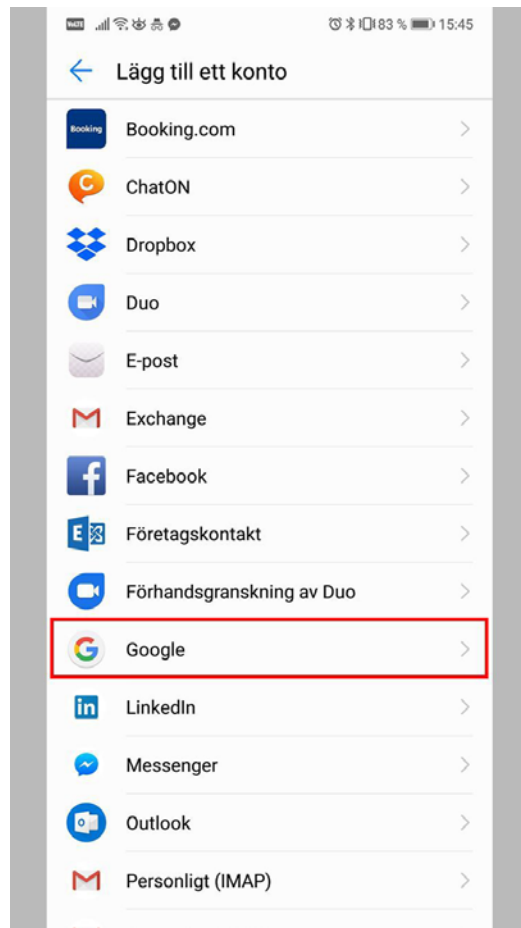 VoLTE 83 % 15:45
Lägg till ett konto
Booking Booking.com
ChatON
Dropbox
Duo
E-post
Exchange
Facebook
Företagskontakt
Förhandsgranskning av Duo
Google
LinkedIn
Messenger
Outlook
Personligt (IMAP)